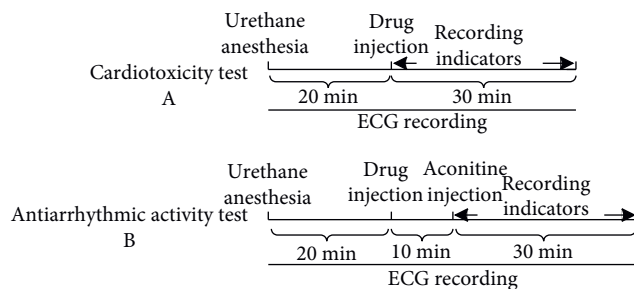 Urethane anesthesia
Drug injection
Recording indicators
Cardiotoxicity test
A
20 min
30 min
ECG recording
Urethane anesthesia
Drug injection
Aconitine injection
Recording indicators
Antiarrhythmic activity test
B
20 min
10 min
30 min
ECG recording